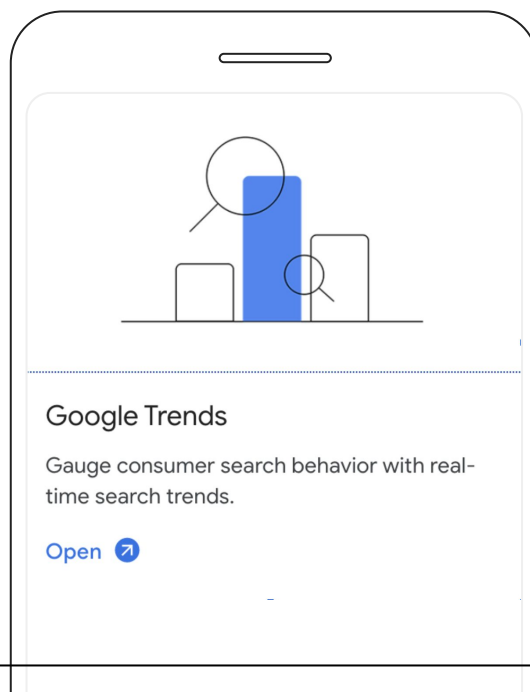 Google Trends
Gauge consumer search behavior with real-
time search trends.
Open